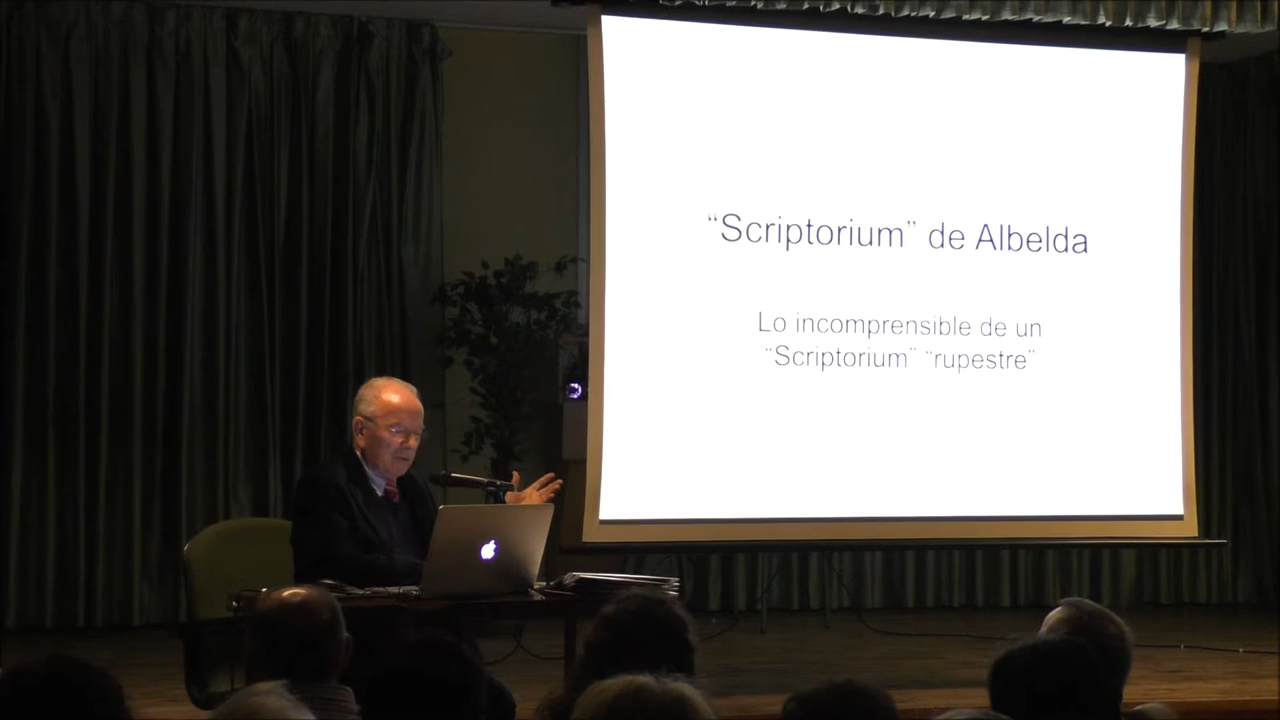 “Scriptorium” de Albelda
Lo incomprensible de un
“Scriptorium” “rupestre”